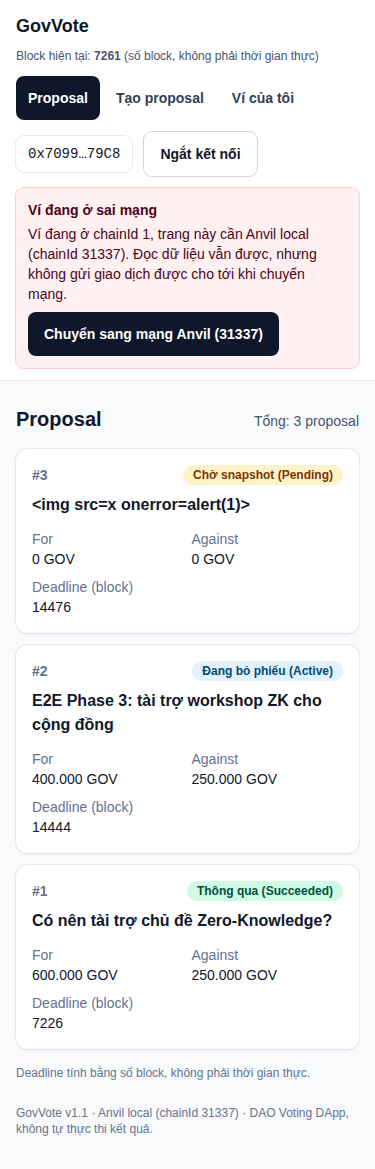 GovVote
Block hiện tại: 7261 (số block, không phải thời gian thực)
Proposal
Tạo proposal
Ví của tôi
0x7099…79C8
Ngắt kết nối
Ví đang ở sai mạng
Ví đang ở chainId 1, trang này cần Anvil local
(chainId 31337). Đọc dữ liệu vẫn được, nhưng
không gửi giao dịch được cho tới khi chuyển
mạng.
Chuyển sang mạng Anvil (31337)
Proposal
Tổng: 3 proposal
#3
Chờ snapshot (Pending)
<img src=x onerror=alert(1)>
For
Against
0 GOV
0 GOV
Deadline (block)
14476
#2
Đang bỏ phiếu (Active)
E2E Phase 3: tài trợ workshop ZK cho
cộng đồng
For
Against
400.000 GOV
250.000 GOV
Deadline (block)
14444
#1
Thông qua (Succeeded)
Có nên tài trợ chủ đề Zero-Knowledge?
For
Against
600.000 GOV
250.000 GOV
Deadline (block)
7226
Deadline tính bằng số block, không phải thời gian thực.
GovVote v1.1 · Anvil local (chainId 31337) · DAO Voting DApp,
không tự thực thi kết quả.